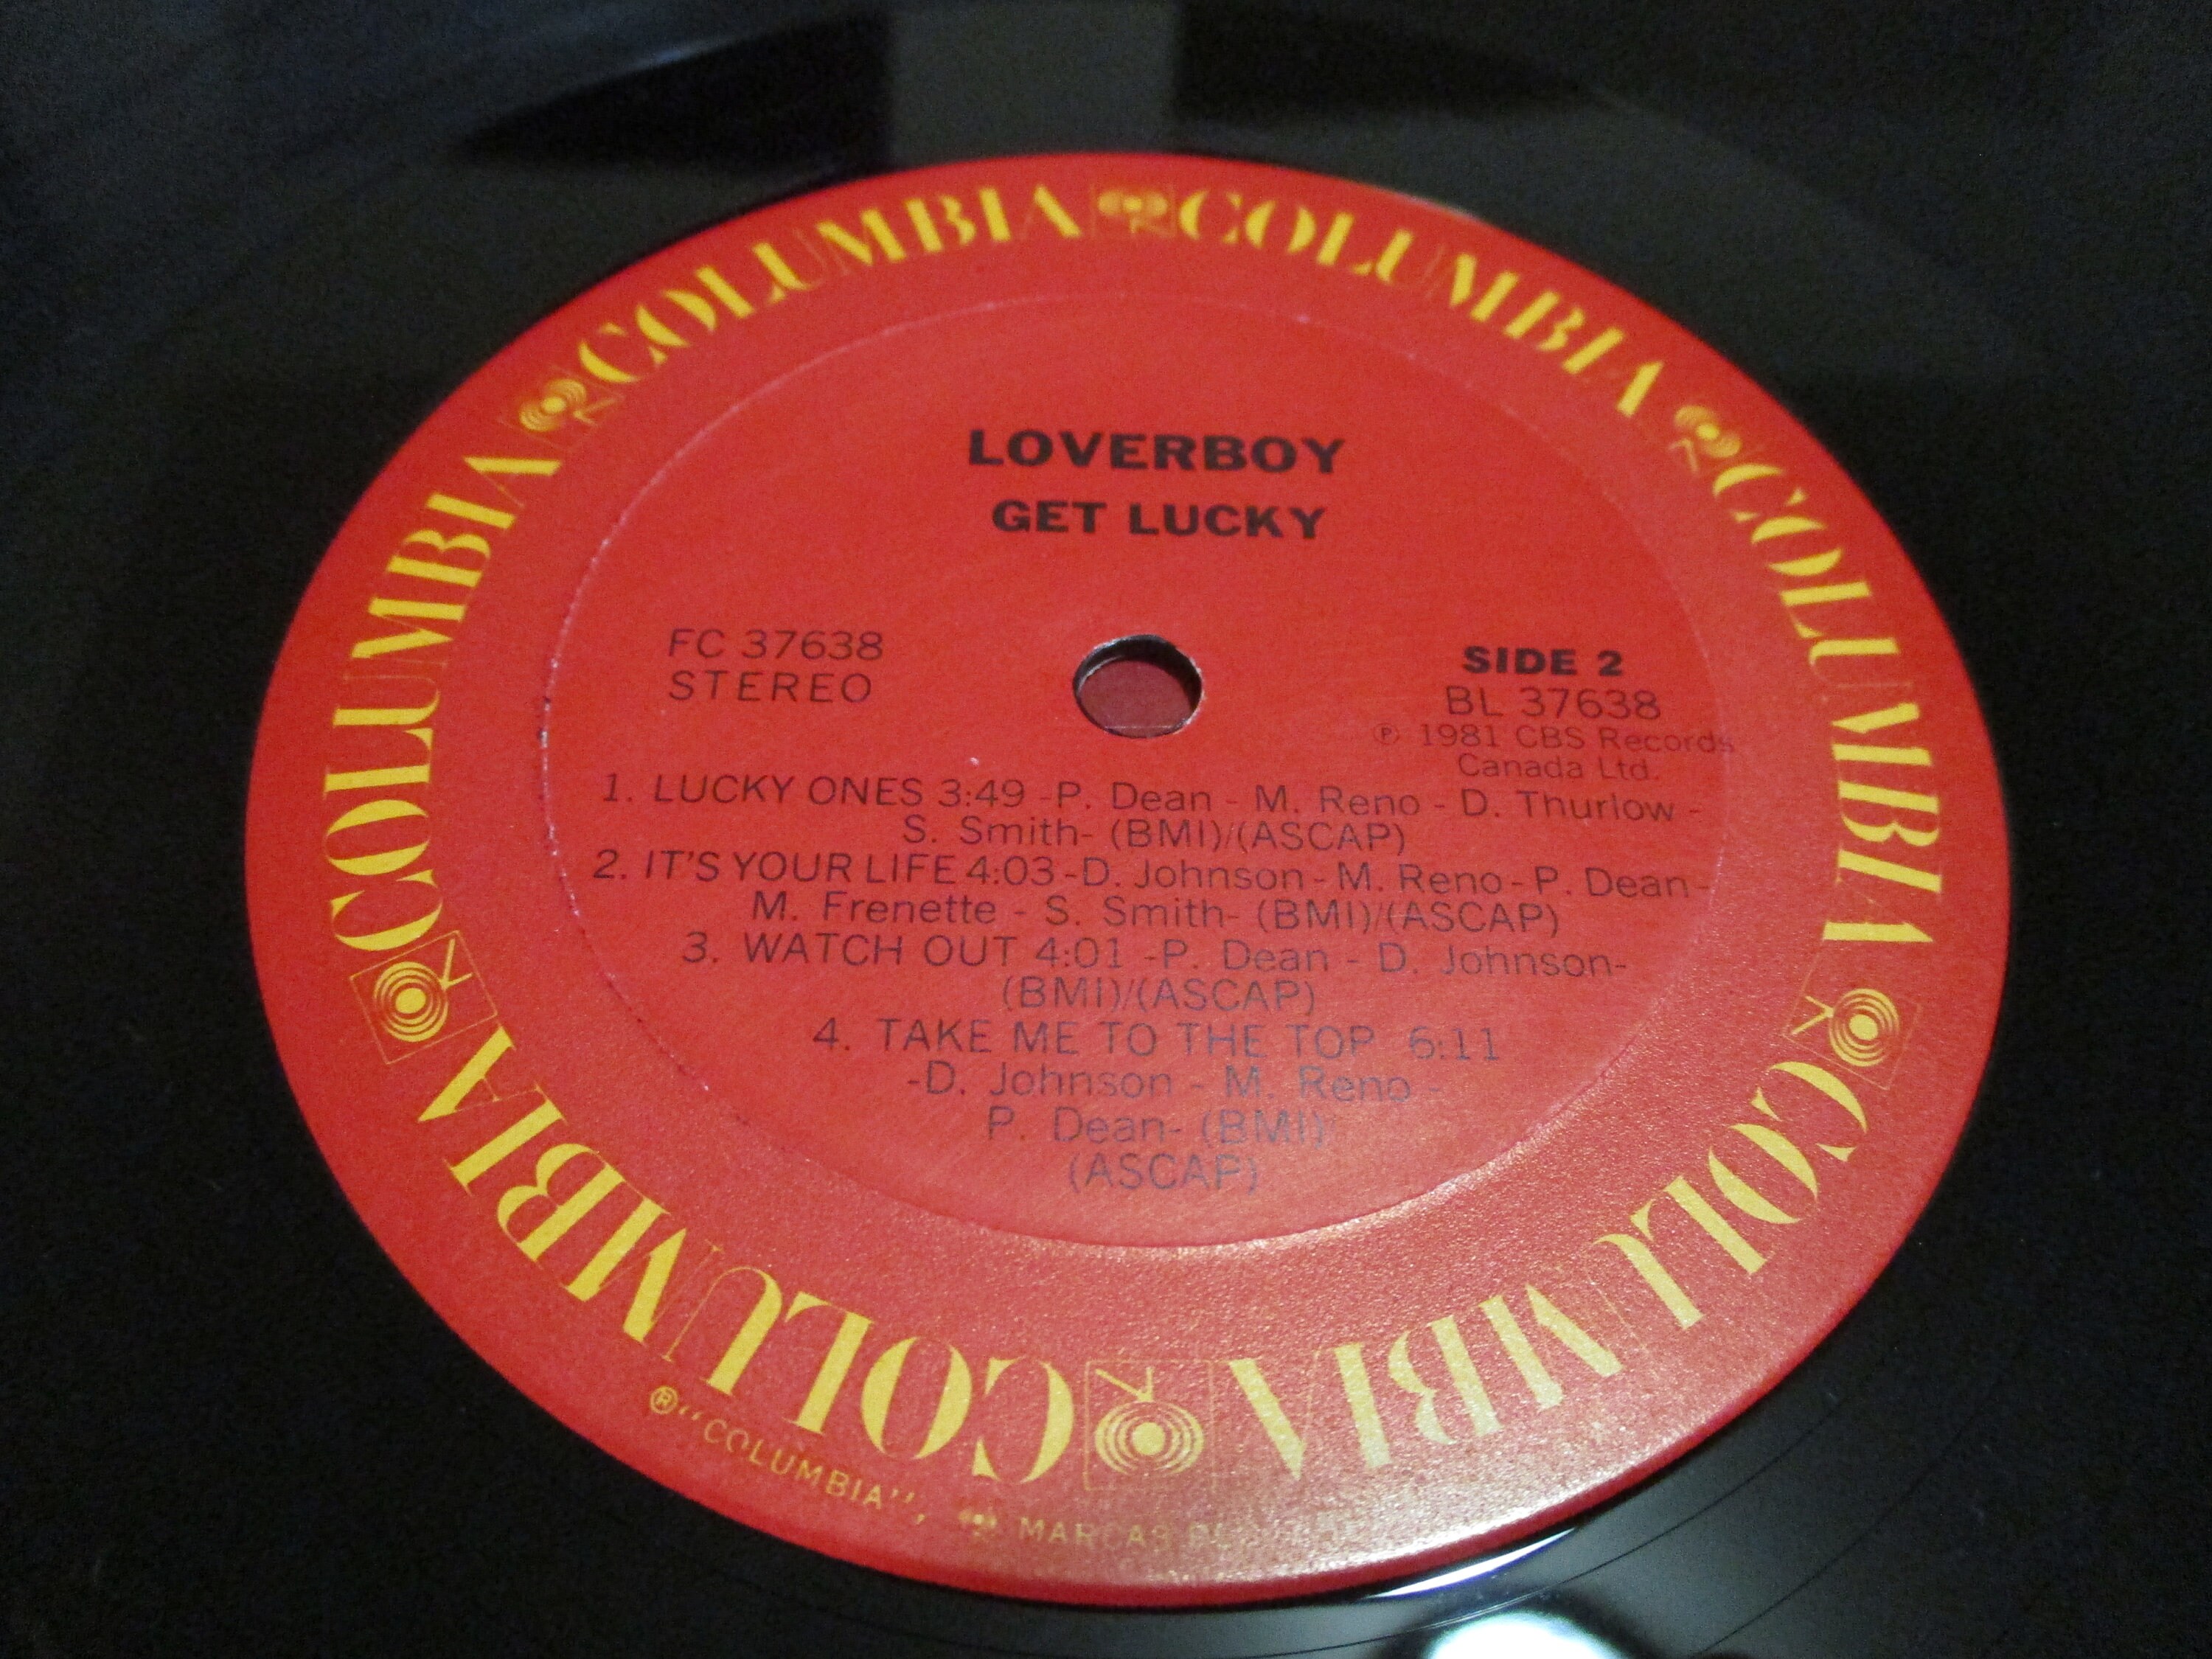 COLUMBIA COLUMBIA COLUMBIA COLUMBIA COLUMBIA COLUMBIA
LOVERBOY
GET LUCKY
FC 37638
STEREO
SIDE 2
BL 37638
℗ 1981 CBS Records
Canada Ltd.
1. LUCKY ONES 3:49 -P. Dean - M. Reno - D. Thurlow -
S. Smith- (BMI)/(ASCAP)
2. IT'S YOUR LIFE 4:03 -D. Johnson - M. Reno - P. Dean -
M. Frenette - S. Smith- (BMI)/(ASCAP)
3. WATCH OUT 4:01 -P. Dean - D. Johnson-
(BMI)/(ASCAP)
4. TAKE ME TO THE TOP 6:11
-D. Johnson - M. Reno -
P. Dean- (BMI)/
(ASCAP)
® "COLUMBIA", MARCAS